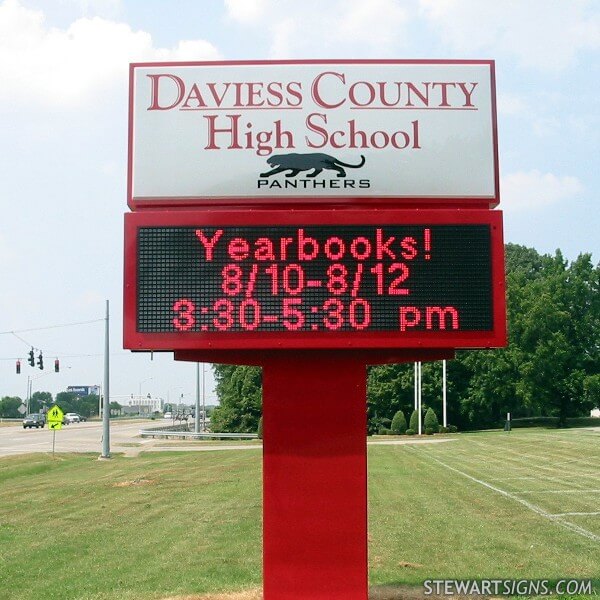 DAVIESS COUNTY
High School
PANTHERS
Yearbooks!
8/10-8/12
3:30-5:30 pm
STEWARTSIGNS.COM